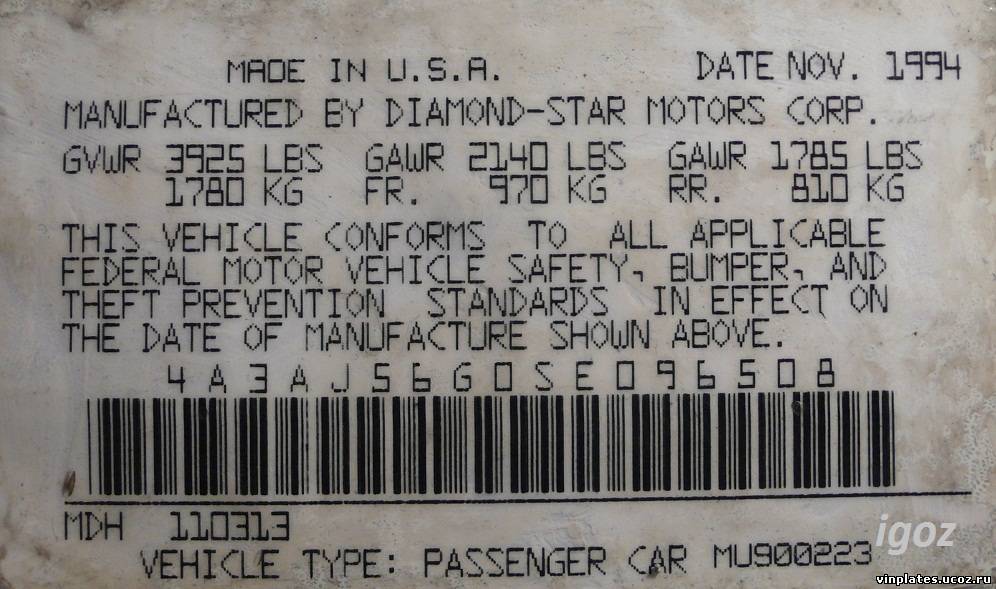 MADE IN U.S.A. DATE NOV. 1994
MANUFACTURED BY DIAMOND-STAR MOTORS CORP.
GVWR 3925 LBS GAWR 2140 LBS GAWR 1785 LBS
1780 KG FR. 970 KG RR. 810 KG
THIS VEHICLE CONFORMS TO ALL APPLICABLE
FEDERAL MOTOR VEHICLE SAFETY, BUMPER, AND
THEFT PREVENTION STANDARDS IN EFFECT ON
THE DATE OF MANUFACTURE SHOWN ABOVE.
4A3AJ56G0SE096508
MDH 110313
VEHICLE TYPE: PASSENGER CAR MU900223
igoz
vinplates.ucoz.ru